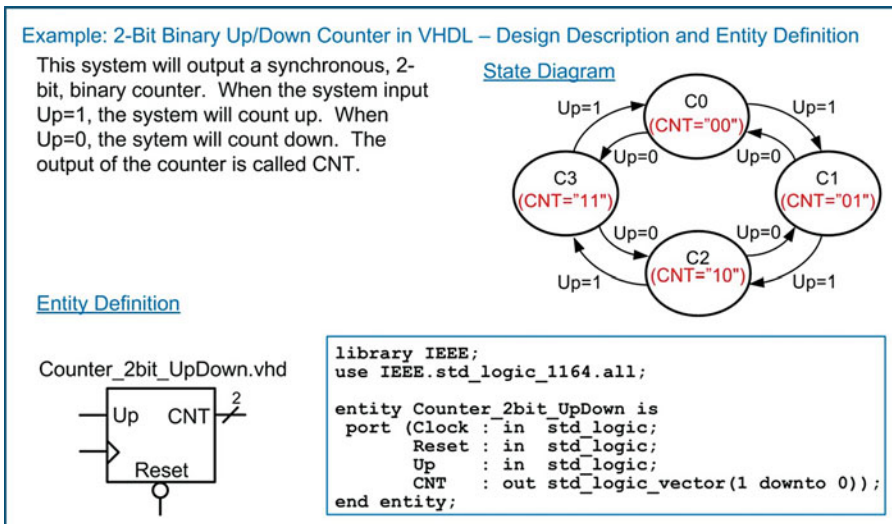 Example: 2-Bit Binary Up/Down Counter in VHDL – Design Description and Entity Definition
This system will output a synchronous, 2-
bit, binary counter. When the system input
Up=1, the system will count up. When
Up=0, the sytem will count down. The
output of the counter is called CNT.
State Diagram
Up=1
C0
(CNT="00")
Up=1
Up=0
Up=0
C3
(CNT="11")
C1
(CNT="01")
Up=0
Up=0
C2
(CNT="10")
Up=1
Up=1
Entity Definition
Counter_2bit_UpDown.vhd
Up
CNT
2
Reset
library IEEE;
use IEEE.std_logic_1164.all;
entity Counter_2bit_UpDown is
port (Clock : in std_logic;
Reset : in std_logic;
Up : in std_logic;
CNT : out std_logic_vector(1 downto 0));
end entity;